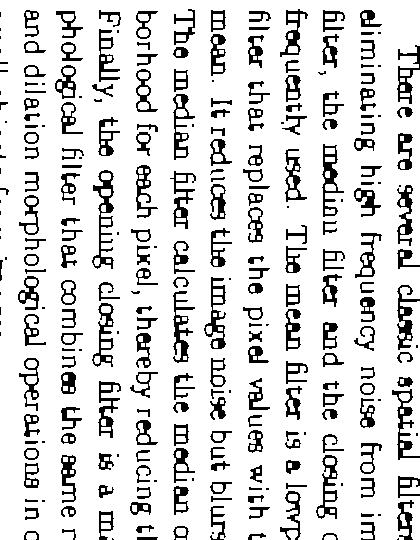 There are several classic spatial filters
eliminating high frequency noise from im
filter, the median filter and the closing o
frequently used. The mean filter is a lowp
filter that replaces the pixel values with t
mean. It reduces the image noise but blurs
The median filter calculates the median o
borhood for each pixel, thereby reducing th
Finally, the opening closing filter is a ma
phological filter that combines the same r
and dilation morphological operations in o